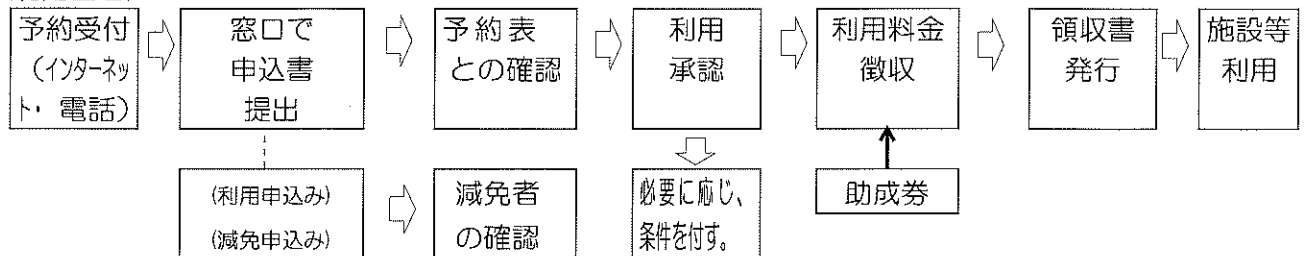 予約受付
(インターネッ
ト・電話)
窓口で
申込書
提出
予約表
との確認
利用
承認
利用料金
徴収
領収書
発行
施設等
利用
(利用申込み)
(減免申込み)
減免者
の確認
必要に応じ、
条件を付す。
助成券